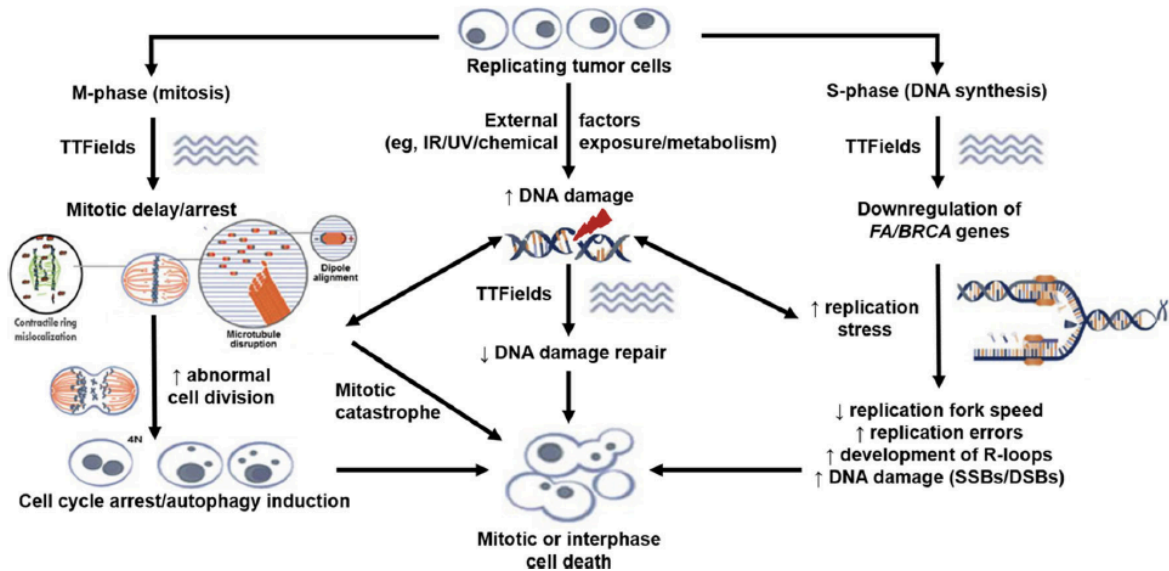 Replicating tumor cells
M-phase (mitosis)
TTFields
Mitotic delay/arrest
Contractile ring
mislocalization
Microtubule
disruption
- +
Dipole
alignment
↑ abnormal
cell division
4N
Cell cycle arrest/autophagy induction
External factors
(eg, IR/UV/chemical exposure/metabolism)
↑ DNA damage
TTFields
↓ DNA damage repair
Mitotic
catastrophe
Mitotic or interphase
cell death
S-phase (DNA synthesis)
TTFields
Downregulation of
FA/BRCA genes
↑ replication
stress
↓ replication fork speed
↑ replication errors
↑ development of R-loops
↑ DNA damage (SSBs/DSBs)